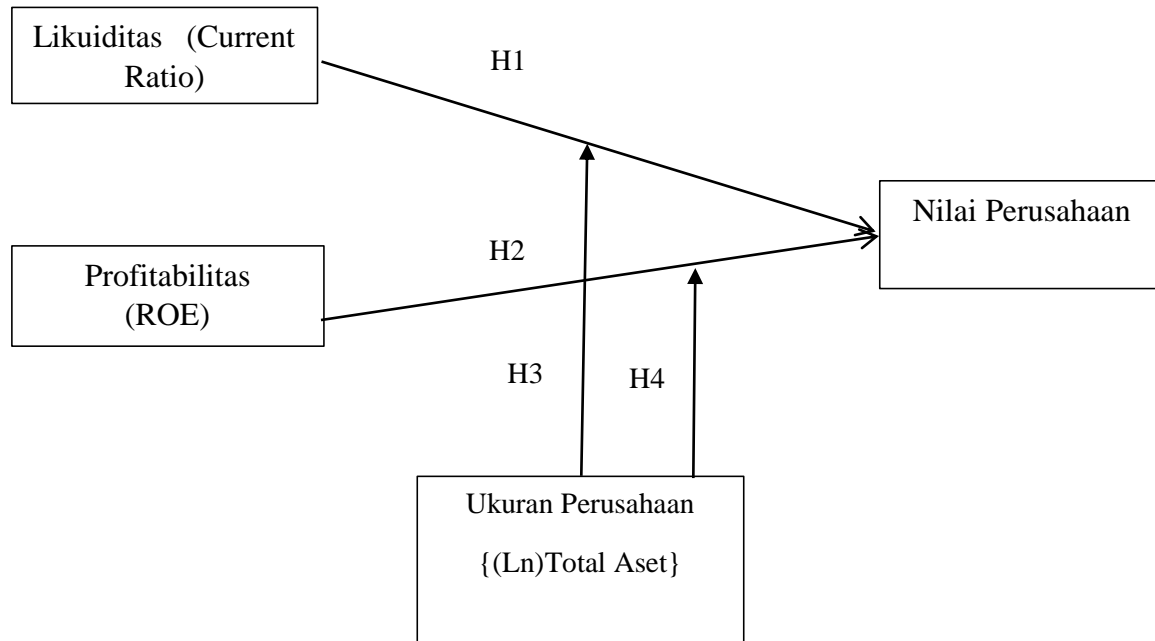 Likuiditas (Current
Ratio)
H1
Nilai Perusahaan
H2
Profitabilitas
(ROE)
H3
H4
Ukuran Perusahaan
{(Ln)Total Aset}